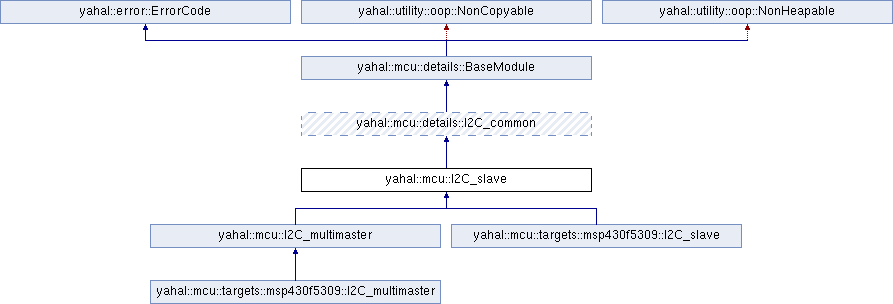 yahal::error::ErrorCode
yahal::utility::oop::NonCopyable
yahal::utility::oop::NonHeapable
yahal::mcu::details::BaseModule
yahal::mcu::details::I2C_common
yahal::mcu::I2C_slave
yahal::mcu::I2C_multimaster
yahal::mcu::targets::msp430f5309::I2C_slave
yahal::mcu::targets::msp430f5309::I2C_multimaster